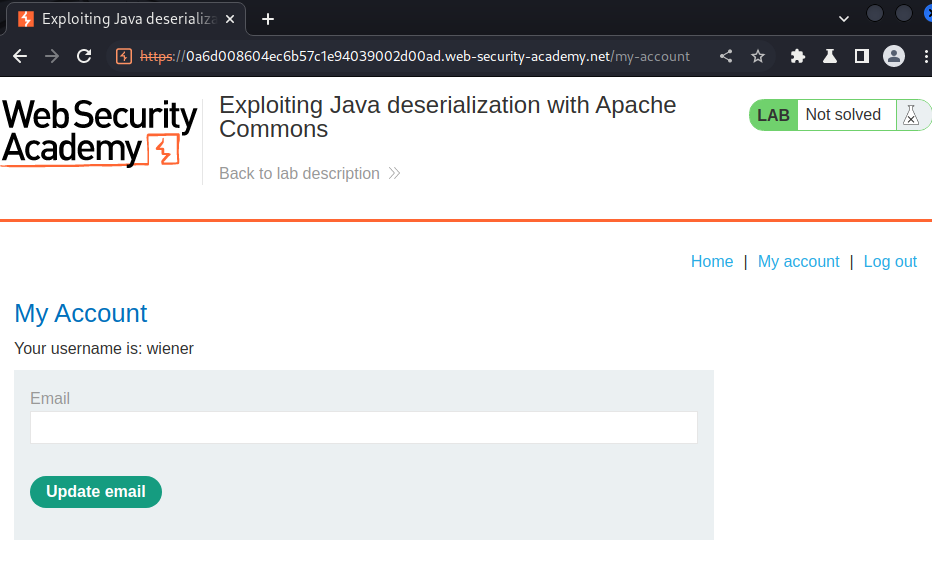 Exploiting Java deserializa
https://0a6d008604ec6b57c1e94039002d00ad.web-security-academy.net/my-account
Web Security
Academy
Exploiting Java deserialization with Apache
Commons
Back to lab description
LAB Not solved
Home | My account | Log out
My Account
Your username is: wiener
Email
Update email